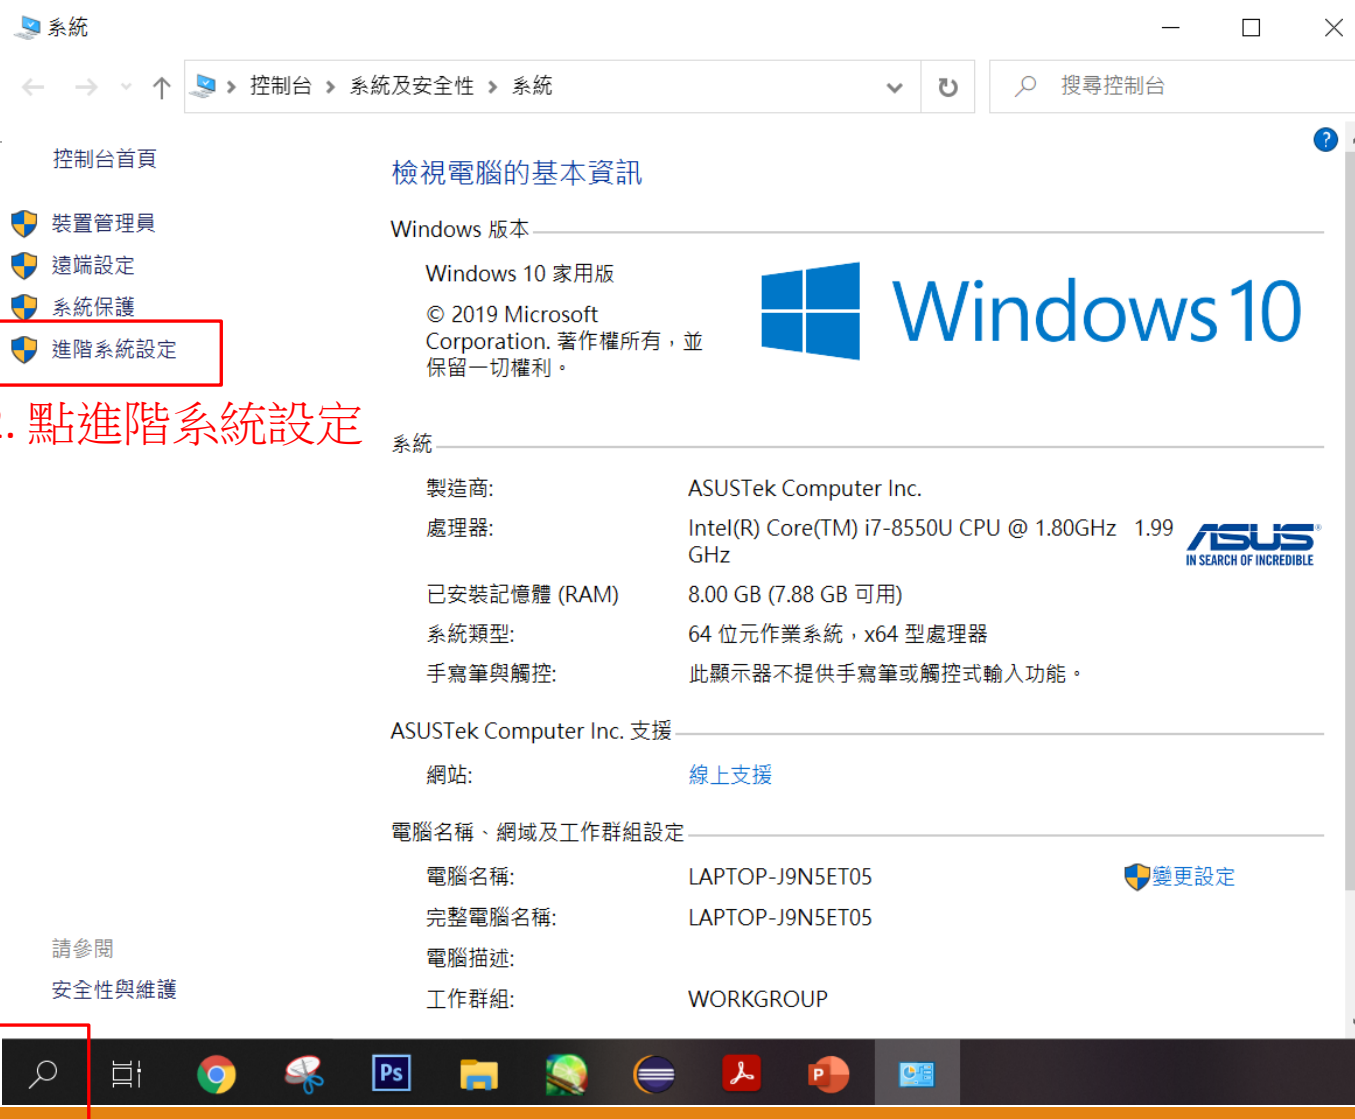 系統
控制台 › 系統及安全性 › 系統
搜尋控制台
控制台首頁
裝置管理員
遠端設定
系統保護
進階系統設定
2. 點進階系統設定
請參閱
安全性與維護
檢視電腦的基本資訊
Windows 版本
Windows 10 家用版
© 2019 Microsoft
Corporation. 著作權所有，並
保留一切權利。
Windows 10
系統
製造商: ASUSTek Computer Inc.
處理器: Intel(R) Core(TM) i7-8550U CPU @ 1.80GHz 1.99
GHz
ASUS
IN SEARCH OF INCREDIBLE
已安裝記憶體 (RAM) 8.00 GB (7.88 GB 可用)
系統類型: 64 位元作業系統，x64 型處理器
手寫筆與觸控: 此顯示器不提供手寫筆或觸控式輸入功能。
ASUSTek Computer Inc. 支援
網站: 線上支援
電腦名稱、網域及工作群組設定
電腦名稱: LAPTOP-J9N5ET05 變更設定
完整電腦名稱: LAPTOP-J9N5ET05
電腦描述:
工作群組: WORKGROUP
Ps
P